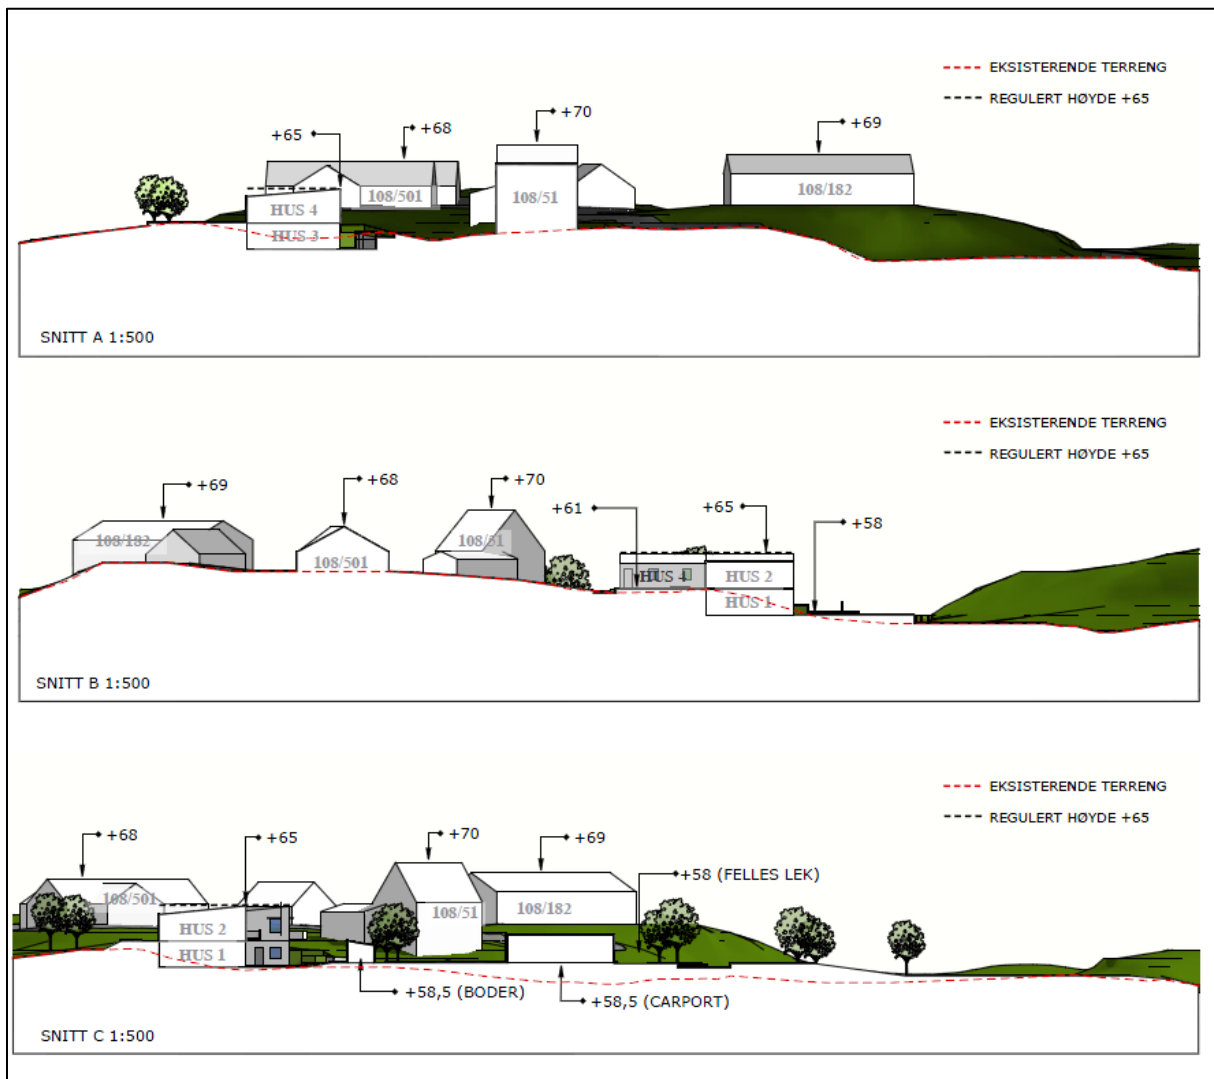 EKSISTERENDE TERRENG
REGULERT HØYDE +65
+65
+68
+70
+69
108/501
108/51
108/182
HUS 4
HUS 3
SNITT A 1:500
EKSISTERENDE TERRENG
REGULERT HØYDE +65
+69
+68
+70
+61
+65
+58
108/182
108/501
108/51
HUS 4
HUS 2
HUS 1
SNITT B 1:500
EKSISTERENDE TERRENG
REGULERT HØYDE +65
+68
+65
+70
+69
+58 (FELLES LEK)
108/501
108/51
108/182
HUS 2
HUS 1
+58,5 (BODER)
+58,5 (CARPORT)
SNITT C 1:500